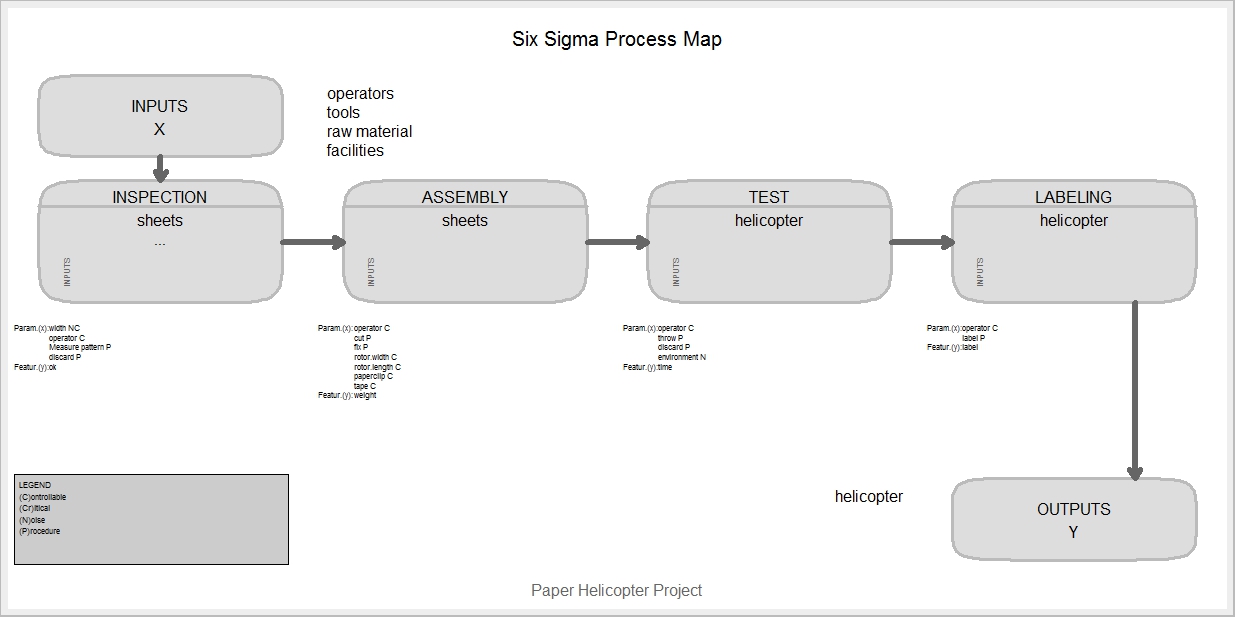 Six Sigma Process Map
INPUTS
X
operators
tools
raw material
facilities
INSPECTION
sheets
...
INPUTS
ASSEMBLY
sheets
INPUTS
TEST
helicopter
INPUTS
LABELING
helicopter
INPUTS
Param.(x):width NC
operator C
Measure pattern P
discard P
Featur.(y):ok
Param.(x):operator C
cut P
fix P
rotor.width C
rotor.length C
paperclip C
tape C
Featur.(y):weight
Param.(x):operator C
throw P
discard P
environment N
Featur.(y):time
Param.(x):operator C
label P
Featur.(y):label
LEGEND
(C)ontrollable
(Cr)itical
(N)oise
(P)rocedure
helicopter
OUTPUTS
Y
Paper Helicopter Project